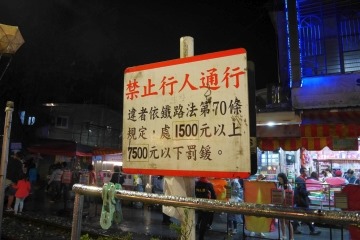 禁止行人通行
違者依鐵路法第70條
規定，處1500元以上
7500元以下罰鍰。